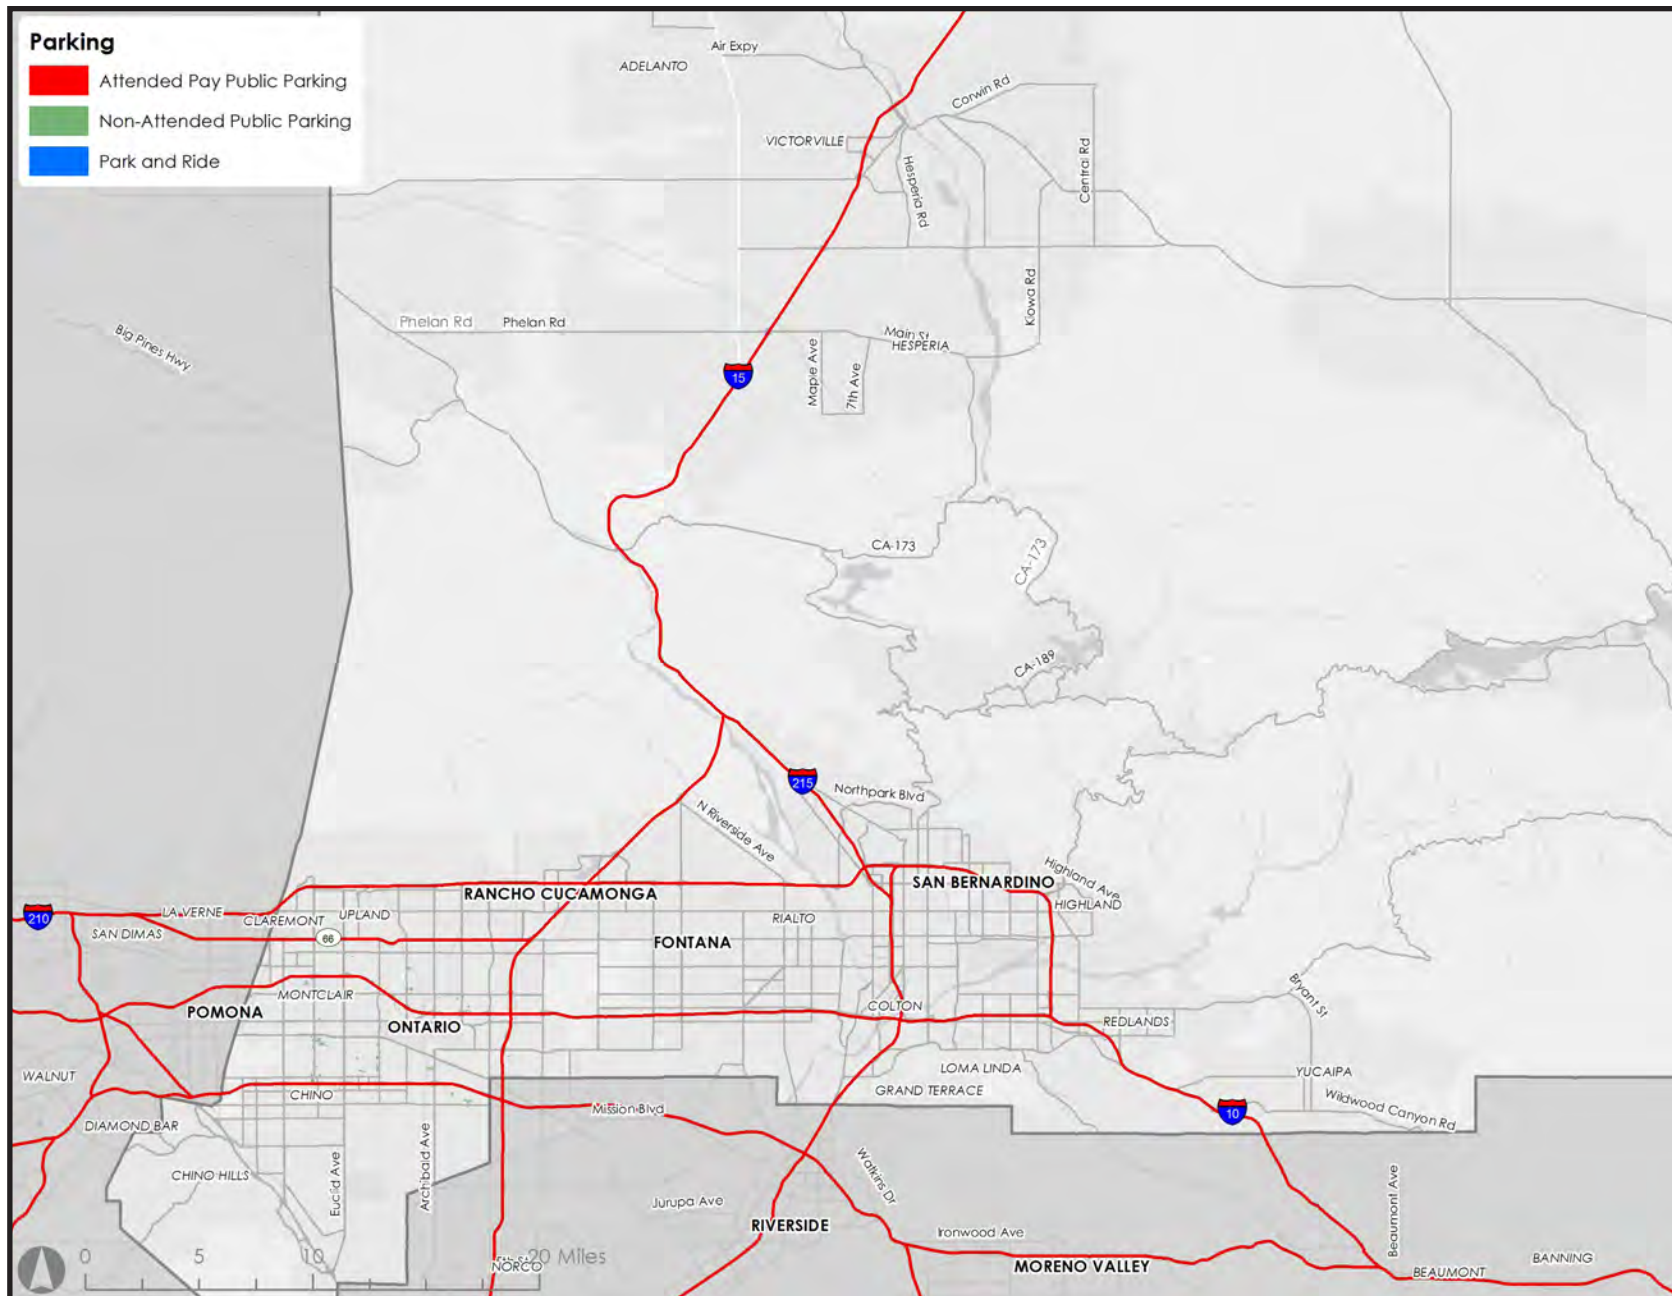 Parking
Attended Pay Public Parking
Non-Attended Public Parking
Park and Ride
Air Expy
ADELANTO
Corwin Rd
VICTORVILLE
Hesperia Rd
Central Rd
Kiowa Rd
Big Pines Hwy
Phelan Rd
Phelan Rd
Main St
HESPERIA
Maple Ave
7th Ave
15
CA-173
CA-173
CA-189
215
Northpark Blvd
N Riverside Ave
Highland Ave
SAN BERNARDINO
HIGHLAND
RANCHO CUCAMONGA
210
LA VERNE
CLAREMONT
UPLAND
RIALTO
SAN DIMAS
66
FONTANA
MONTCLAIR
Bryant St
COLTON
POMONA
ONTARIO
REDLANDS
WALNUT
LOMA LINDA
YUCAIPA
CHINO
GRAND TERRACE
Mission Blvd
10
Wildwood Canyon Rd
DIAMOND BAR
Archibald Ave
Euclid Ave
CHINO HILLS
Watkins Dr
Jurupa Ave
Beaumont Ave
RIVERSIDE
Ironwood Ave
0 5 10 20 Miles
5th St
NORCO
MORENO VALLEY
BANNING
BEAUMONT